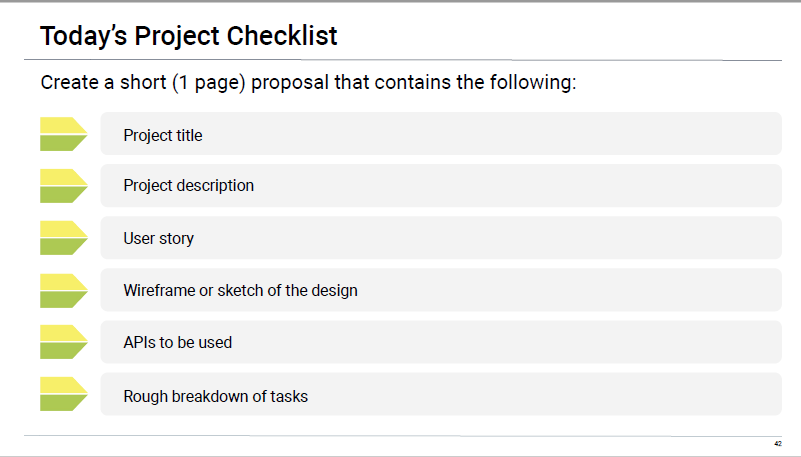 Today’s Project Checklist
Create a short (1 page) proposal that contains the following:
Project title
Project description
User story
Wireframe or sketch of the design
APIs to be used
Rough breakdown of tasks
42